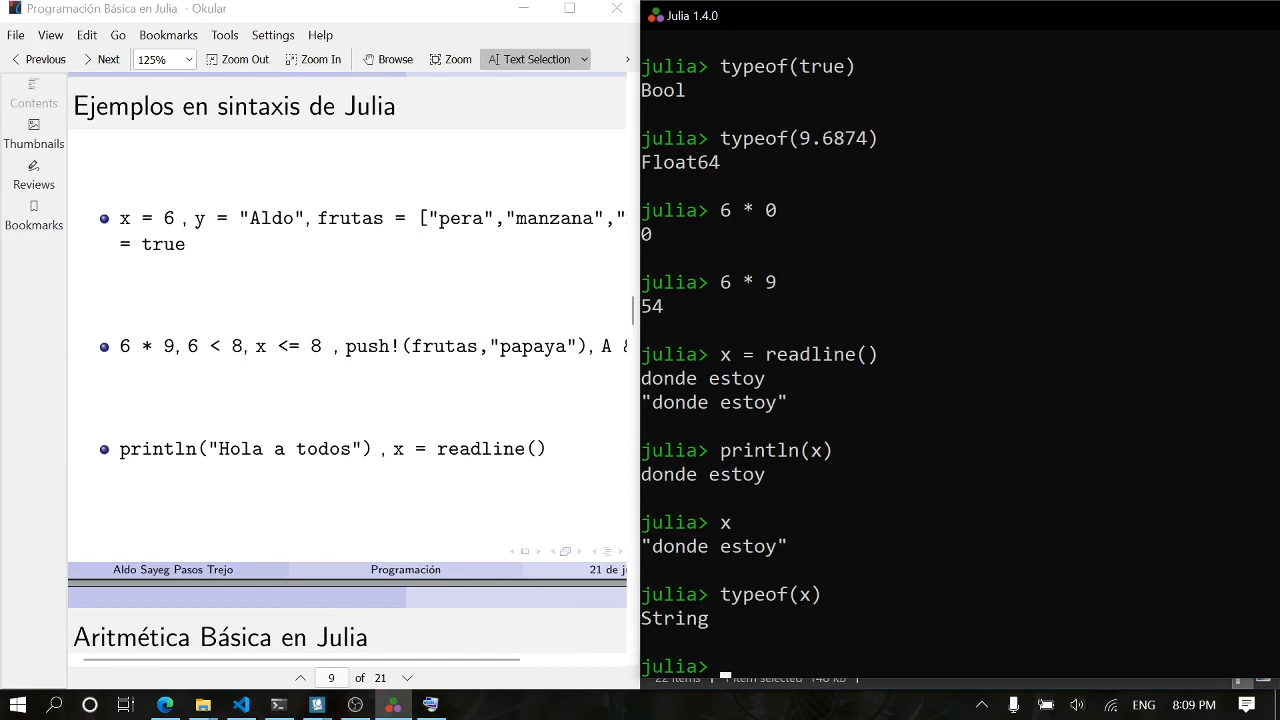 Programación Básica en Julia - Okular
File View Edit Go Bookmarks Tools Settings Help
Previous Next 125% Zoom Out Zoom In Browse Zoom Text Selection
Contents
Thumbnails
Reviews
Bookmarks
Ejemplos en sintaxis de Julia
x = 6 , y = "Aldo", frutas = ["pera","manzana","
= true
6 * 9, 6 < 8, x <= 8 , push!(frutas,"papaya"), A &
println("Hola a todos") , x = readline()
Aldo Sayeg Pasos Trejo Programación 21 de ju
Aritmética Básica en Julia
9 of 21
Julia 1.4.0
julia> typeof(true)
Bool
julia> typeof(9.6874)
Float64
julia> 6 * 0
0
julia> 6 * 9
54
julia> x = readline()
donde estoy
"donde estoy"
julia> println(x)
donde estoy
julia> x
"donde estoy"
julia> typeof(x)
String
julia>
ENG 8:09 PM